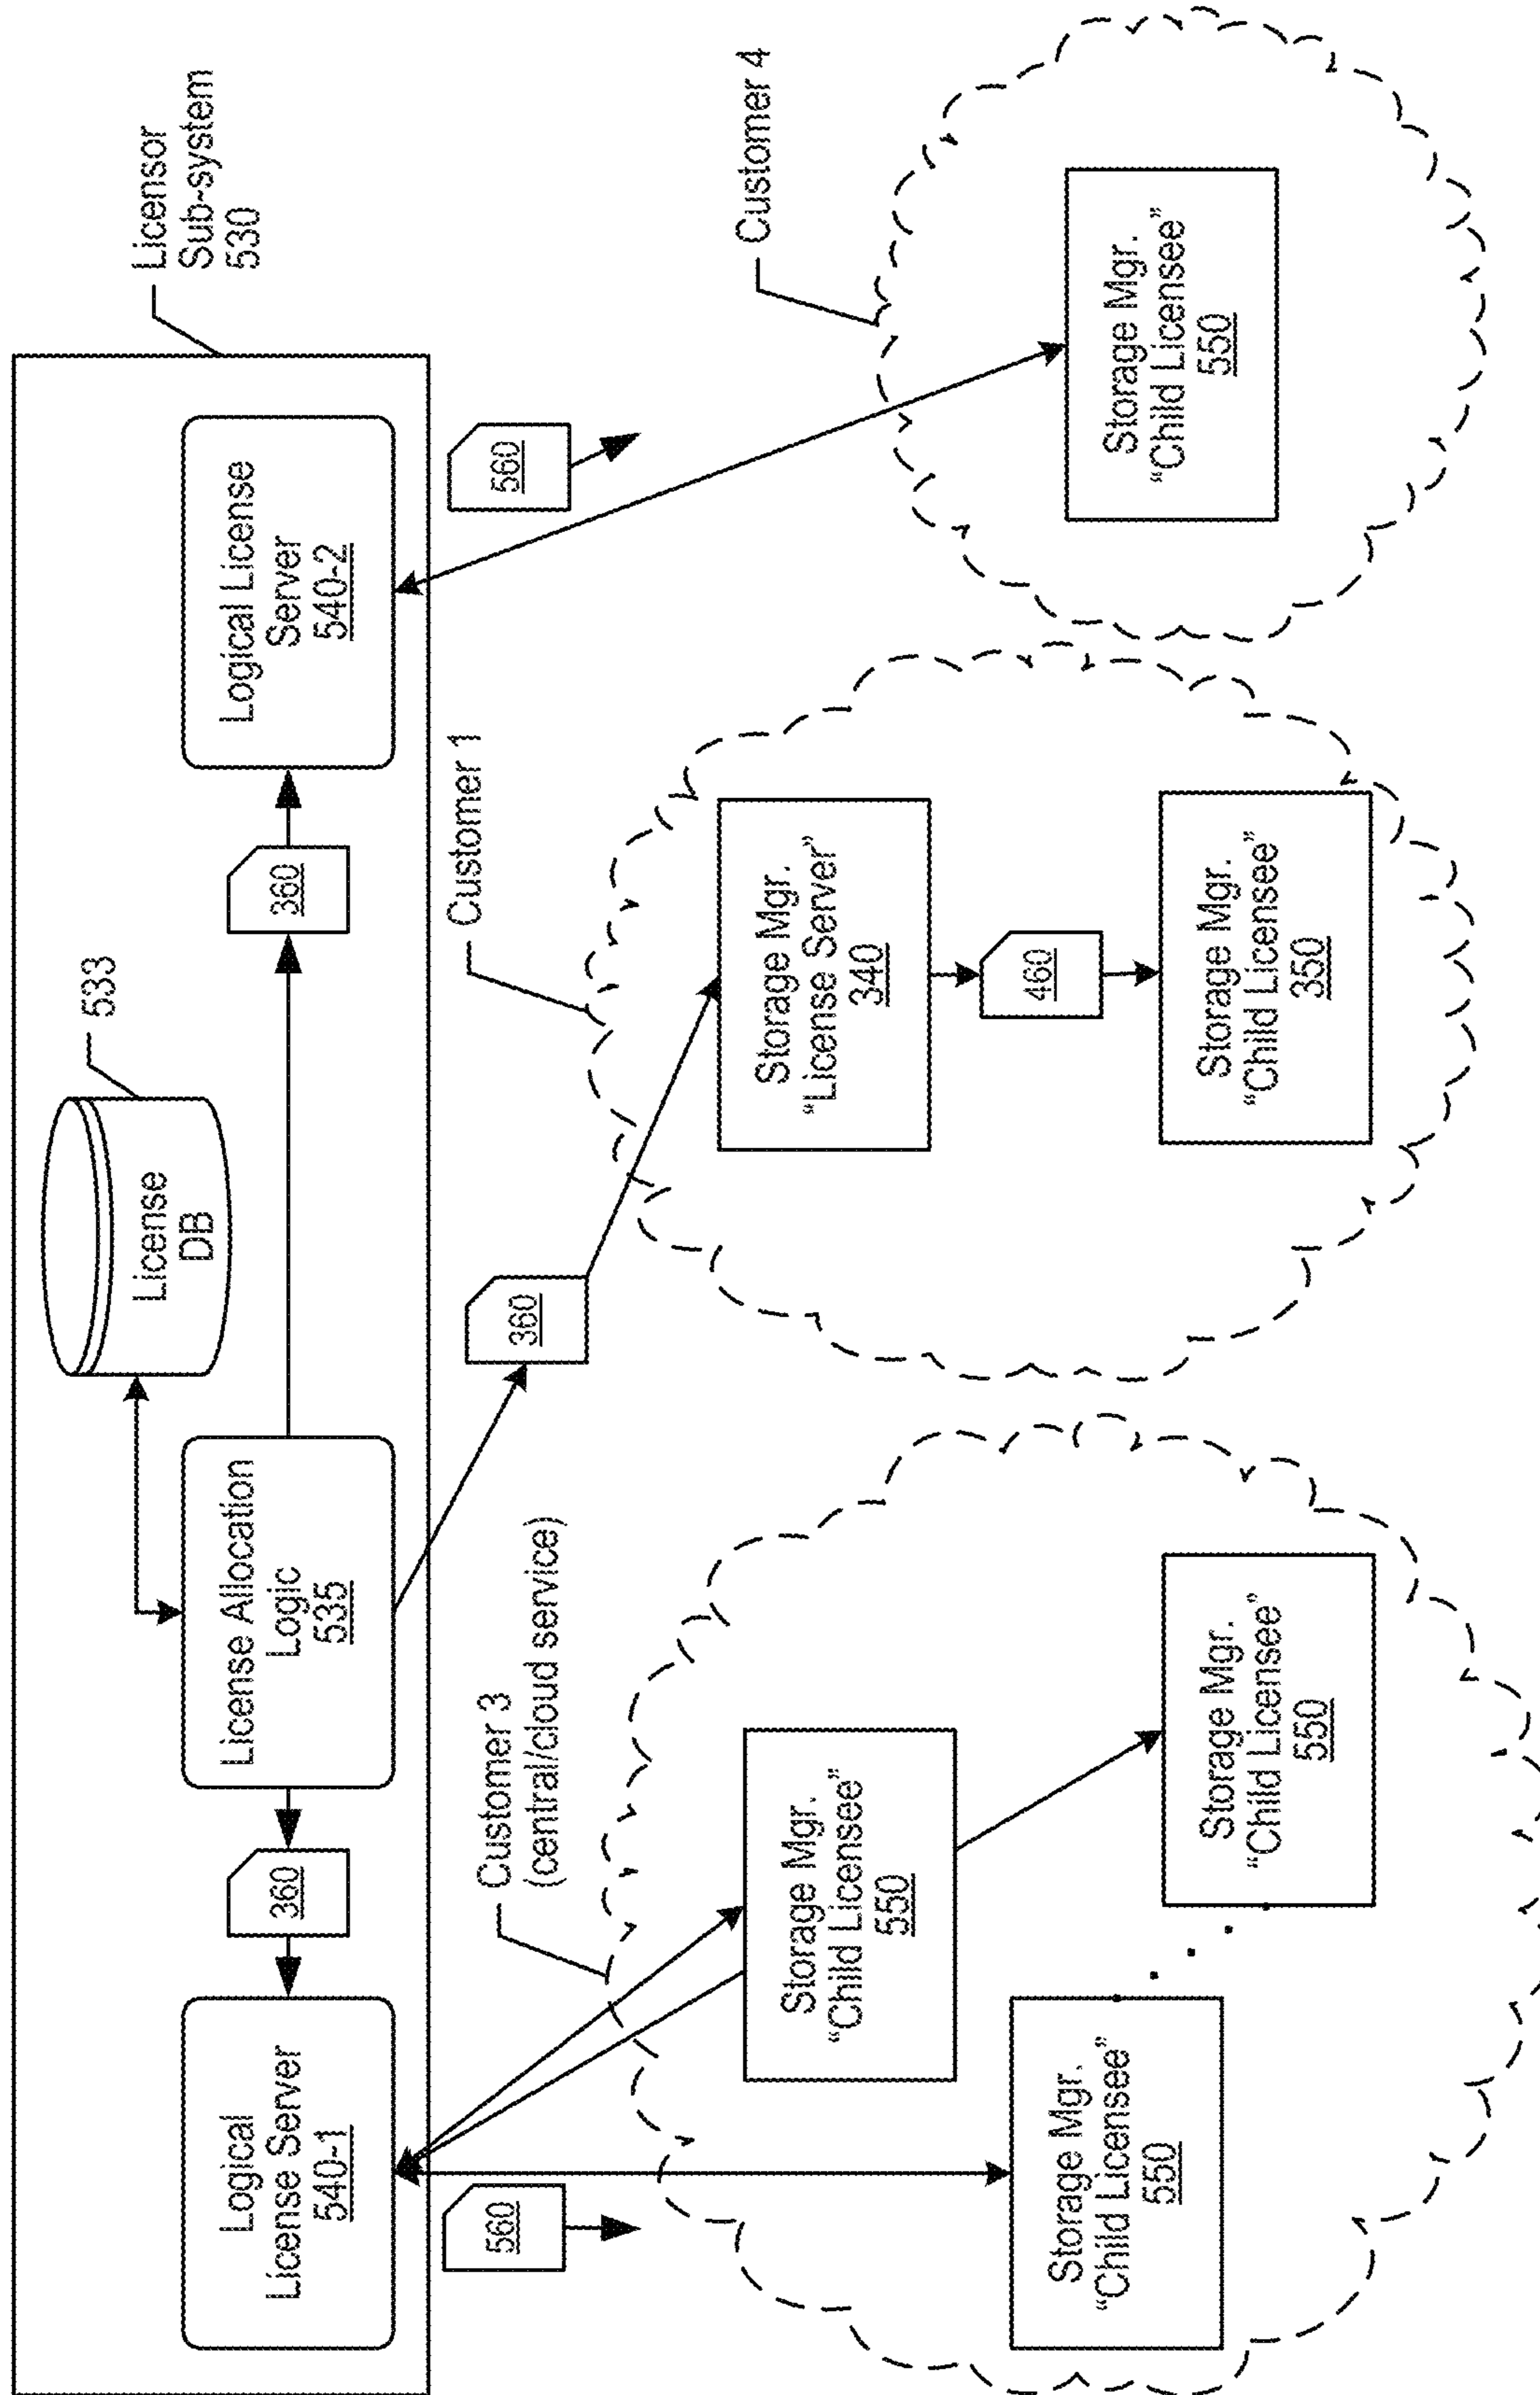 Licensor
Sub-system
530
533
License
DB
Logical
License Server
540-1
360
License Allocation
Logic
535
360
Logical License
Server
540-2
560
Customer 3
(central/cloud service)
360
Customer 1
560
Customer 4
Storage Mgr.
"Child Licensee"
550
Storage Mgr.
"Child Licensee"
550
Storage Mgr.
"Child Licensee"
550
Storage Mgr.
"License Server"
340
460
Storage Mgr.
"Child Licensee"
350
Storage Mgr.
"Child Licensee"
550